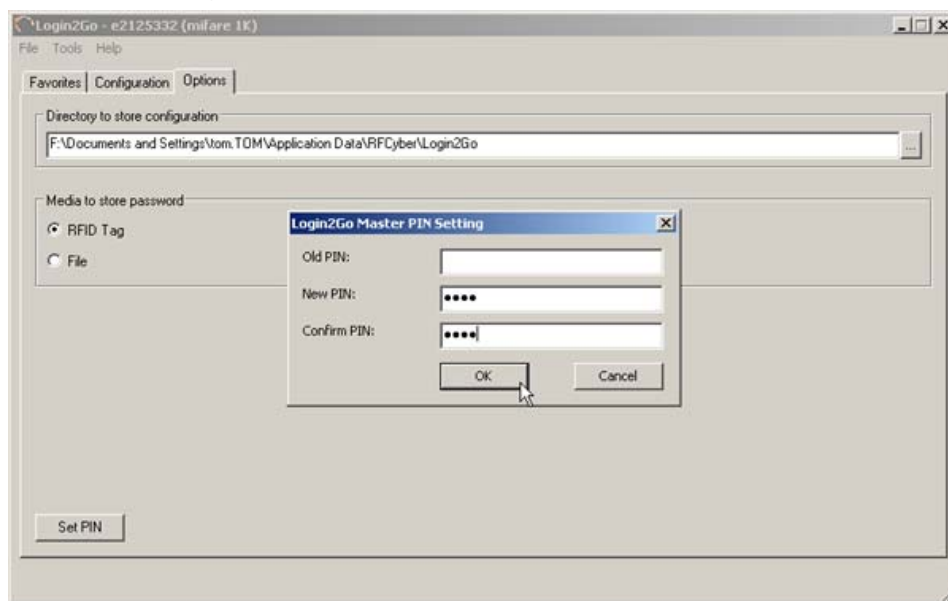 Login2Go - e2125332 (mifare 1K)
File Tools Help
Favorites Configuration Options
Directory to store configuration
F:\Documents and Settings\tom.TOM\Application Data\RFCyber\Login2Go
...
Media to store password
RFID Tag
File
Login2Go Master PIN Setting
Old PIN:
New PIN: ●●●●
Confirm PIN: ●●●●
OK Cancel
Set PIN